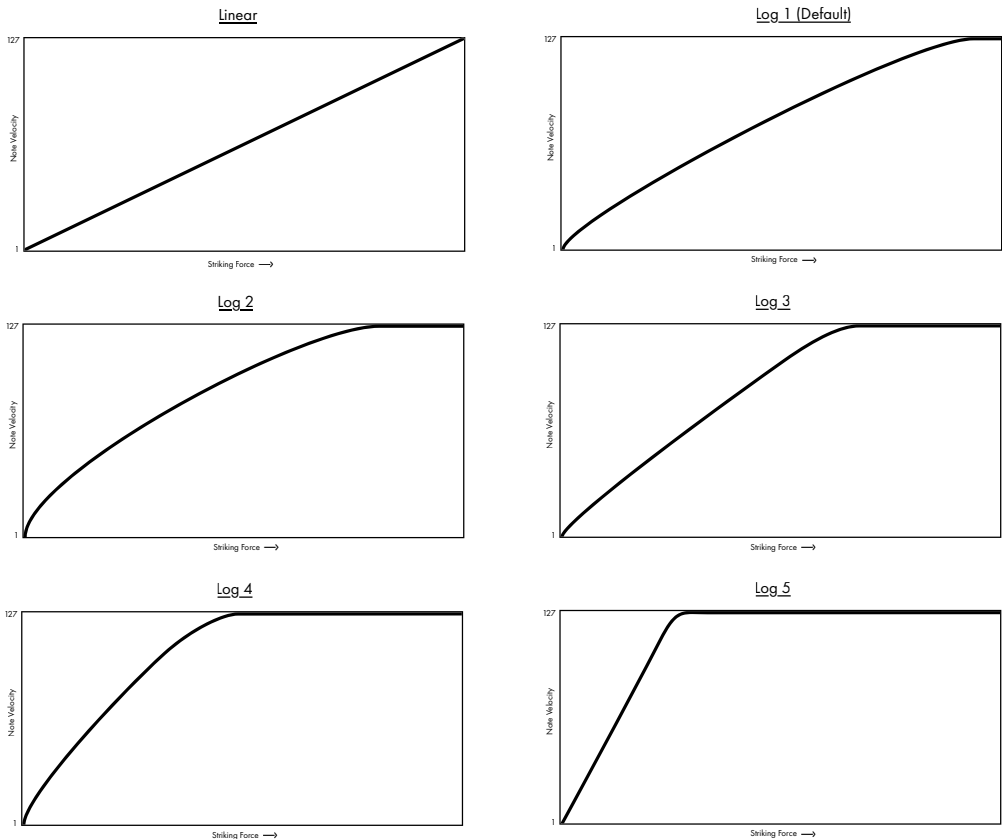 Linear
127
Note Velocity
1
Striking Force →
Log 1 (Default)
127
Note Velocity
1
Striking Force →
Log 2
127
Note Velocity
1
Striking Force →
Log 3
127
Note Velocity
1
Striking Force →
Log 4
127
Note Velocity
1
Striking Force →
Log 5
127
Note Velocity
1
Striking Force →